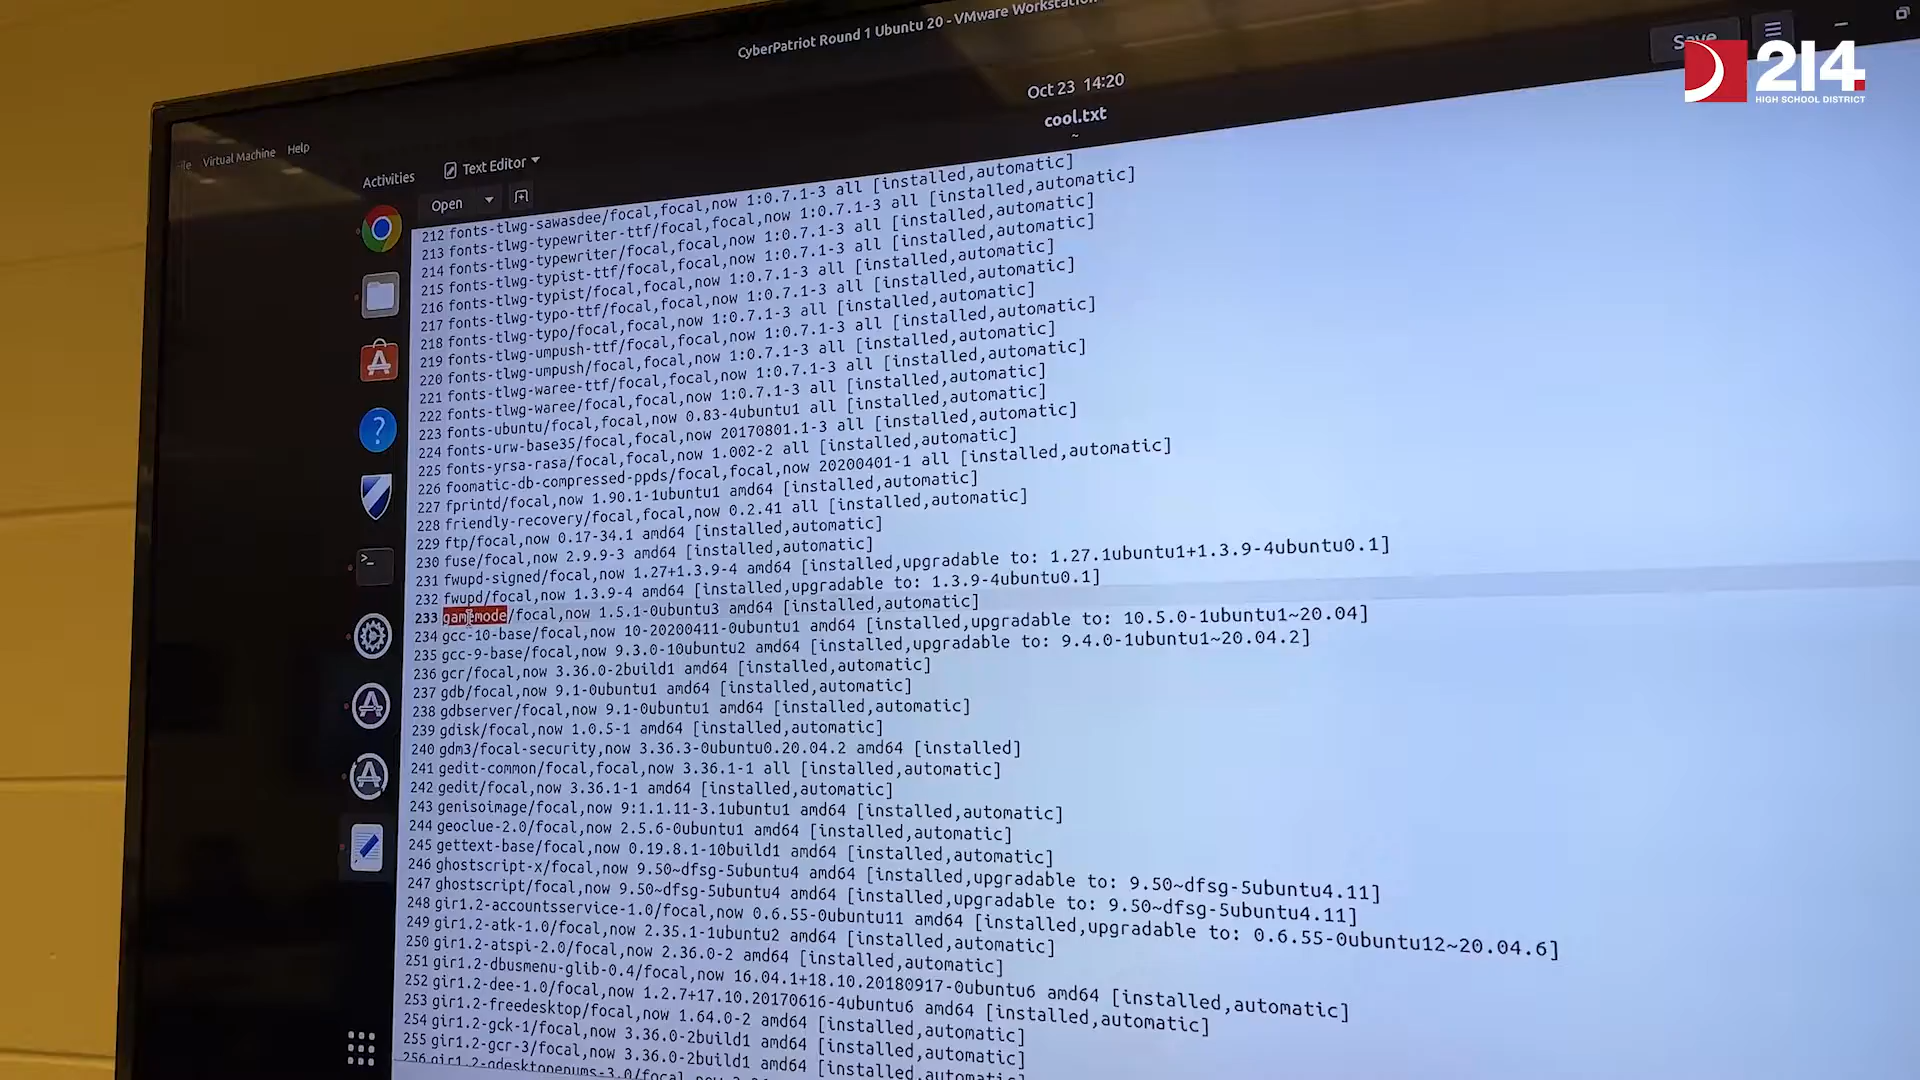 CyberPatriot Round 1 Ubuntu 20 - VMware Workstation
Save
214
HIGH SCHOOL DISTRICT
Oct 23 14:20
cool.txt
~
Virtual Machine Help
Activities
Text Editor
Open
212 fonts-tlwg-sawasdee/focal,focal,now 1:0.7.1-3 all [installed,automatic]
213 fonts-tlwg-typewriter-ttf/focal,focal,now 1:0.7.1-3 all [installed,automatic]
214 fonts-tlwg-typewriter/focal,focal,now 1:0.7.1-3 all [installed,automatic]
215 fonts-tlwg-typist-ttf/focal,focal,now 1:0.7.1-3 all [installed,automatic]
216 fonts-tlwg-typist/focal,focal,now 1:0.7.1-3 all [installed,automatic]
217 fonts-tlwg-typo-ttf/focal,focal,now 1:0.7.1-3 all [installed,automatic]
218 fonts-tlwg-typo/focal,focal,now 1:0.7.1-3 all [installed,automatic]
219 fonts-tlwg-umpush-ttf/focal,focal,now 1:0.7.1-3 all [installed,automatic]
220 fonts-tlwg-umpush/focal,focal,now 1:0.7.1-3 all [installed,automatic]
221 fonts-tlwg-waree-ttf/focal,focal,now 1:0.7.1-3 all [installed,automatic]
222 fonts-tlwg-waree/focal,focal,now 1:0.7.1-3 all [installed,automatic]
223 fonts-ubuntu/focal,focal,now 0.83-4ubuntu1 all [installed,automatic]
224 fonts-urw-base35/focal,focal,now 20170801.1-3 all [installed,automatic]
225 fonts-yrsa-rasa/focal,focal,now 1.002-2 all [installed,automatic]
226 foomatic-db-compressed-ppds/focal,focal,now 20200401-1 all [installed,automatic]
227 fprintd/focal,now 1.90.1-1ubuntu1 amd64 [installed,automatic]
228 friendly-recovery/focal,focal,now 0.2.41 all [installed,automatic]
229 ftp/focal,now 0.17-34.1 amd64 [installed,automatic]
230 fuse/focal,now 2.9.9-3 amd64 [installed,automatic]
231 fwupd-signed/focal,now 1.27+1.3.9-4 amd64 [installed,upgradable to: 1.27.1ubuntu1+1.3.9-4ubuntu0.1]
232 fwupd/focal,now 1.3.9-4 amd64 [installed,upgradable to: 1.3.9-4ubuntu0.1]
233 gamemode/focal,now 1.5.1-0ubuntu3 amd64 [installed,automatic]
234 gcc-10-base/focal,now 10-20200411-0ubuntu1 amd64 [installed,upgradable to: 10.5.0-1ubuntu1~20.04]
235 gcc-9-base/focal,now 9.3.0-10ubuntu2 amd64 [installed,upgradable to: 9.4.0-1ubuntu1~20.04.2]
236 gcr/focal,now 3.36.0-2build1 amd64 [installed,automatic]
237 gdb/focal,now 9.1-0ubuntu1 amd64 [installed,automatic]
238 gdbserver/focal,now 9.1-0ubuntu1 amd64 [installed,automatic]
239 gdisk/focal,now 1.0.5-1 amd64 [installed,automatic]
240 gdm3/focal-security,now 3.36.3-0ubuntu0.20.04.2 amd64 [installed]
241 gedit-common/focal,focal,now 3.36.1-1 all [installed,automatic]
242 gedit/focal,now 3.36.1-1 amd64 [installed,automatic]
243 genisoimage/focal,now 9:1.1.11-3.1ubuntu1 amd64 [installed,automatic]
244 geoclue-2.0/focal,now 2.5.6-0ubuntu1 amd64 [installed,automatic]
245 gettext-base/focal,now 0.19.8.1-10build1 amd64 [installed,automatic]
246 ghostscript-x/focal,now 9.50~dfsg-5ubuntu4 amd64 [installed,upgradable to: 9.50~dfsg-5ubuntu4.11]
247 ghostscript/focal,now 9.50~dfsg-5ubuntu4 amd64 [installed,upgradable to: 9.50~dfsg-5ubuntu4.11]
248 gir1.2-accountsservice-1.0/focal,now 0.6.55-0ubuntu11 amd64 [installed,upgradable to: 0.6.55-0ubuntu12~20.04.6]
249 gir1.2-atk-1.0/focal,now 2.35.1-1ubuntu2 amd64 [installed,automatic]
250 gir1.2-atspi-2.0/focal,now 2.36.0-2 amd64 [installed,automatic]
251 gir1.2-dbusmenu-glib-0.4/focal,now 16.04.1+18.10.20180917-0ubuntu6 amd64 [installed,automatic]
252 gir1.2-dee-1.0/focal,now 1.2.7+17.10.20170616-4ubuntu6 amd64 [installed,automatic]
253 gir1.2-freedesktop/focal,now 1.64.0-2 amd64 [installed,automatic]
254 gir1.2-gck-1/focal,now 3.36.0-2build1 amd64 [installed,automatic]
255 gir1.2-gcr-3/focal,now 3.36.0-2build1 amd64 [installed,automatic]